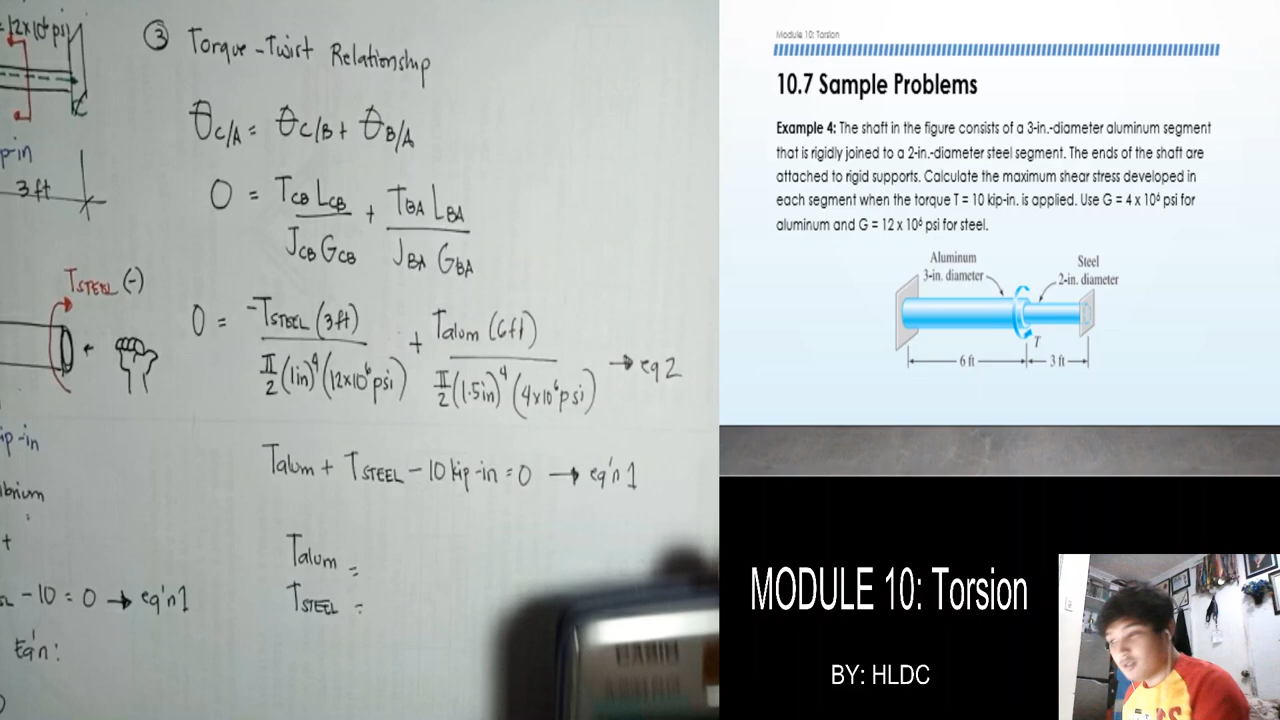 =12x10⁶ psi
③ Torque-Twist Relationship
θC/A = θC/B + θB/A
p-in
3 ft
0 = TCB LCB / JCB GCB + TBA LBA / JBA GBA
TSTEEL (-)
0 = -TSTEEL (3ft) / π/2 (1in)⁴ (12x10⁶ psi) + Talum (6ft) / π/2 (1.5in)⁴ (4x10⁶ psi) → eq 2
ip-in
Talum + TSTEEL - 10 kip-in = 0 → eq'n 1
ibrium
+
Talum =
TSTEEL =
- 10 = 0 → eq'n 1
Eq'n:
Module 10: Torsion
10.7 Sample Problems
Example 4: The shaft in the figure consists of a 3-in.-diameter aluminum segment
that is rigidly joined to a 2-in.-diameter steel segment. The ends of the shaft are
attached to rigid supports. Calculate the maximum shear stress developed in
each segment when the torque T = 10 kip-in. is applied. Use G = 4 x 10⁶ psi for
aluminum and G = 12 x 10⁶ psi for steel.
Aluminum
3-in. diameter
Steel
2-in. diameter
T
6 ft
3 ft
MODULE 10: Torsion
BY: HLDC